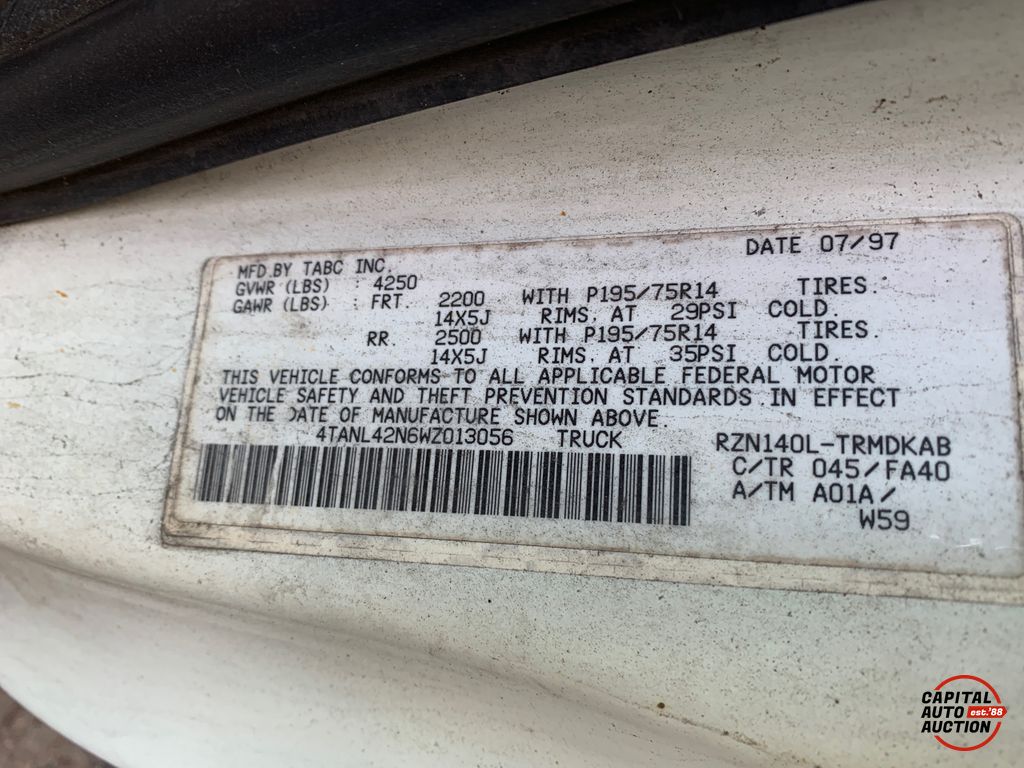 DATE 07/97
MFD.BY TABC INC.
GVWR (LBS) : 4250
GAWR (LBS) : FRT. 2200 WITH P195/75R14 TIRES.
14X5J RIMS. AT 29PSI COLD.
RR. 2500 WITH P195/75R14 TIRES.
14X5J RIMS. AT 35PSI COLD.
THIS VEHICLE CONFORMS TO ALL APPLICABLE FEDERAL MOTOR
VEHICLE SAFETY AND THEFT PREVENTION STANDARDS IN EFFECT
ON THE DATE OF MANUFACTURE SHOWN ABOVE.
4TANL42N6WZ013056 TRUCK RZN140L-TRMDKAB
C/TR 045/FA40
A/TM A01A/
W59
CAPITAL
AUTO est.'88
AUCTION